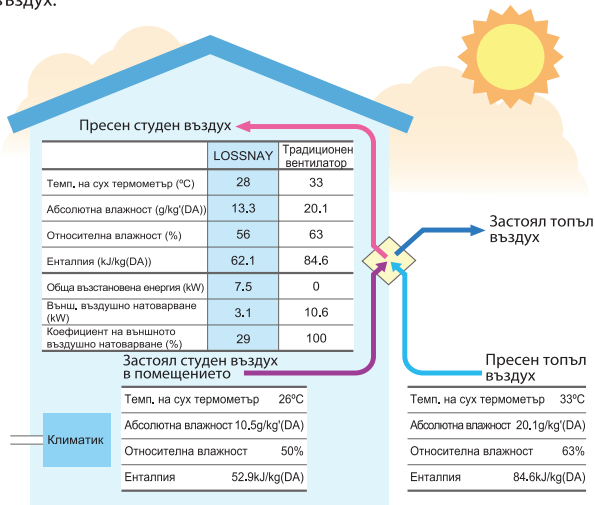 въздух.
Пресен студен въздух
LOSSNAY Традиционен вентилатор
Темп. на сух термометър (ºC) 28 33
Абсолютна влажност (g/kg'(DA)) 13.3 20.1
Относителна влажност (%) 56 63
Енталпия (kJ/kg(DA)) 62.1 84.6
Обща възстановена енергия (kW) 7.5 0
Външ. въздушно натоварване (kW) 3.1 10.6
Коефициент на външното въздушно натоварване (%) 29 100
Застоял топъл
въздух
Застоял студен въздух
в помещението
Темп. на сух термометър 26ºC
Абсолютна влажност 10.5g/kg'(DA)
Относителна влажност 50%
Енталпия 52.9kJ/kg(DA)
Климатик
Пресен топъл
въздух
Темп. на сух термометър 33ºC
Абсолютна влажност 20.1g/kg'(DA)
Относителна влажност 63%
Енталпия 84.6kJ/kg(DA)